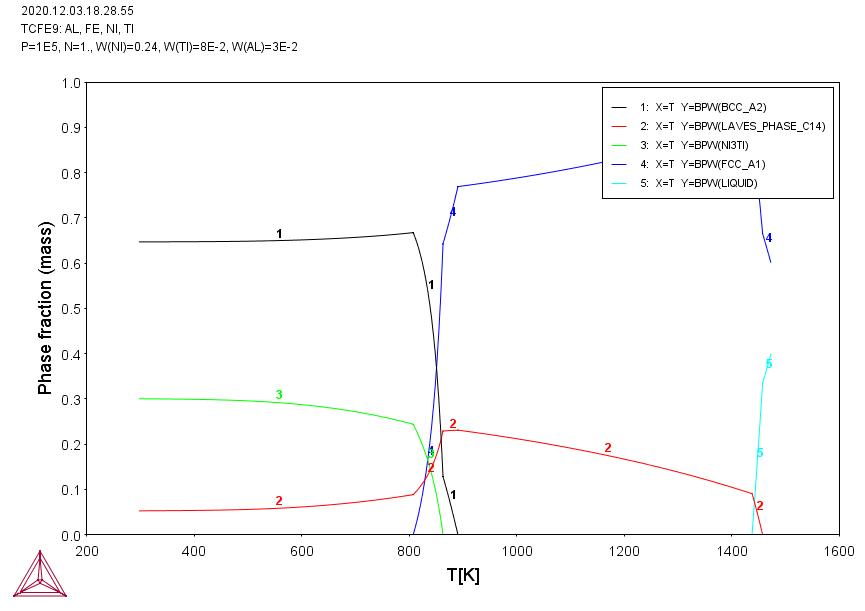 2020.12.03.18.28.55
TCFE9: AL, FE, NI, TI
P=1E5, N=1., W(NI)=0.24, W(TI)=8E-2, W(AL)=3E-2
1.0
0.9
0.8
0.7
0.6
0.5
0.4
0.3
0.2
0.1
0.0
Phase fraction (mass)
1: X=T Y=BPW(BCC_A2)
2: X=T Y=BPW(LAVES_PHASE_C14)
3: X=T Y=BPW(NI3TI)
4: X=T Y=BPW(FCC_A1)
5: X=T Y=BPW(LIQUID)
4
1
4
1
5
3
2
2
4
3
5
2
2
1
2
200 400 600 800 1000 1200 1400 1600
T[K]